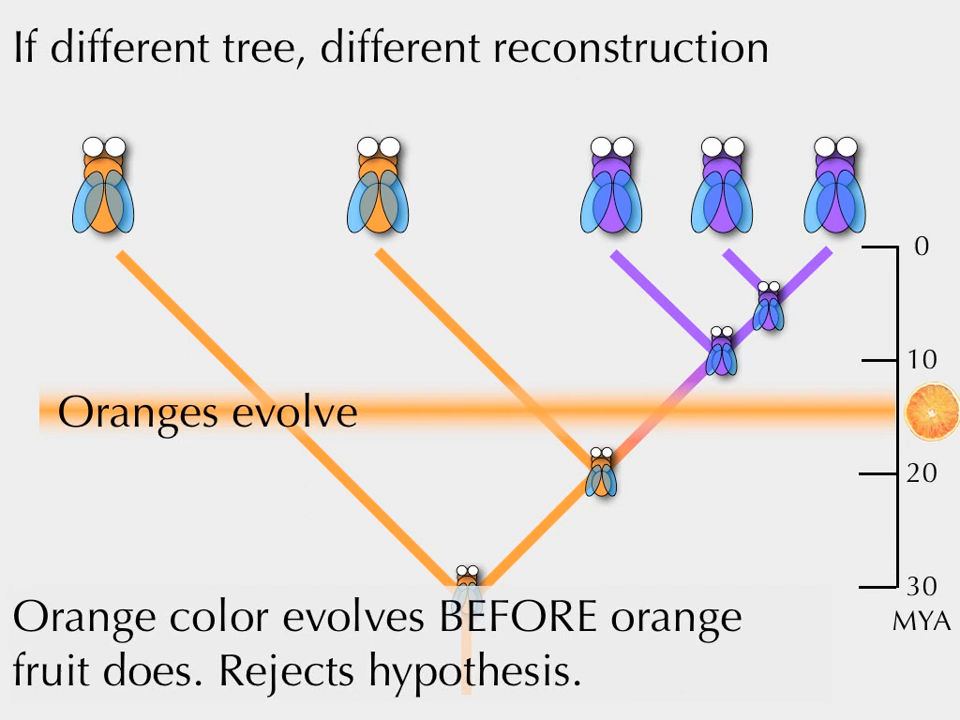 If different tree, different reconstruction
0
10
Oranges evolve
20
30
MYA
Orange color evolves BEFORE orange
fruit does. Rejects hypothesis.